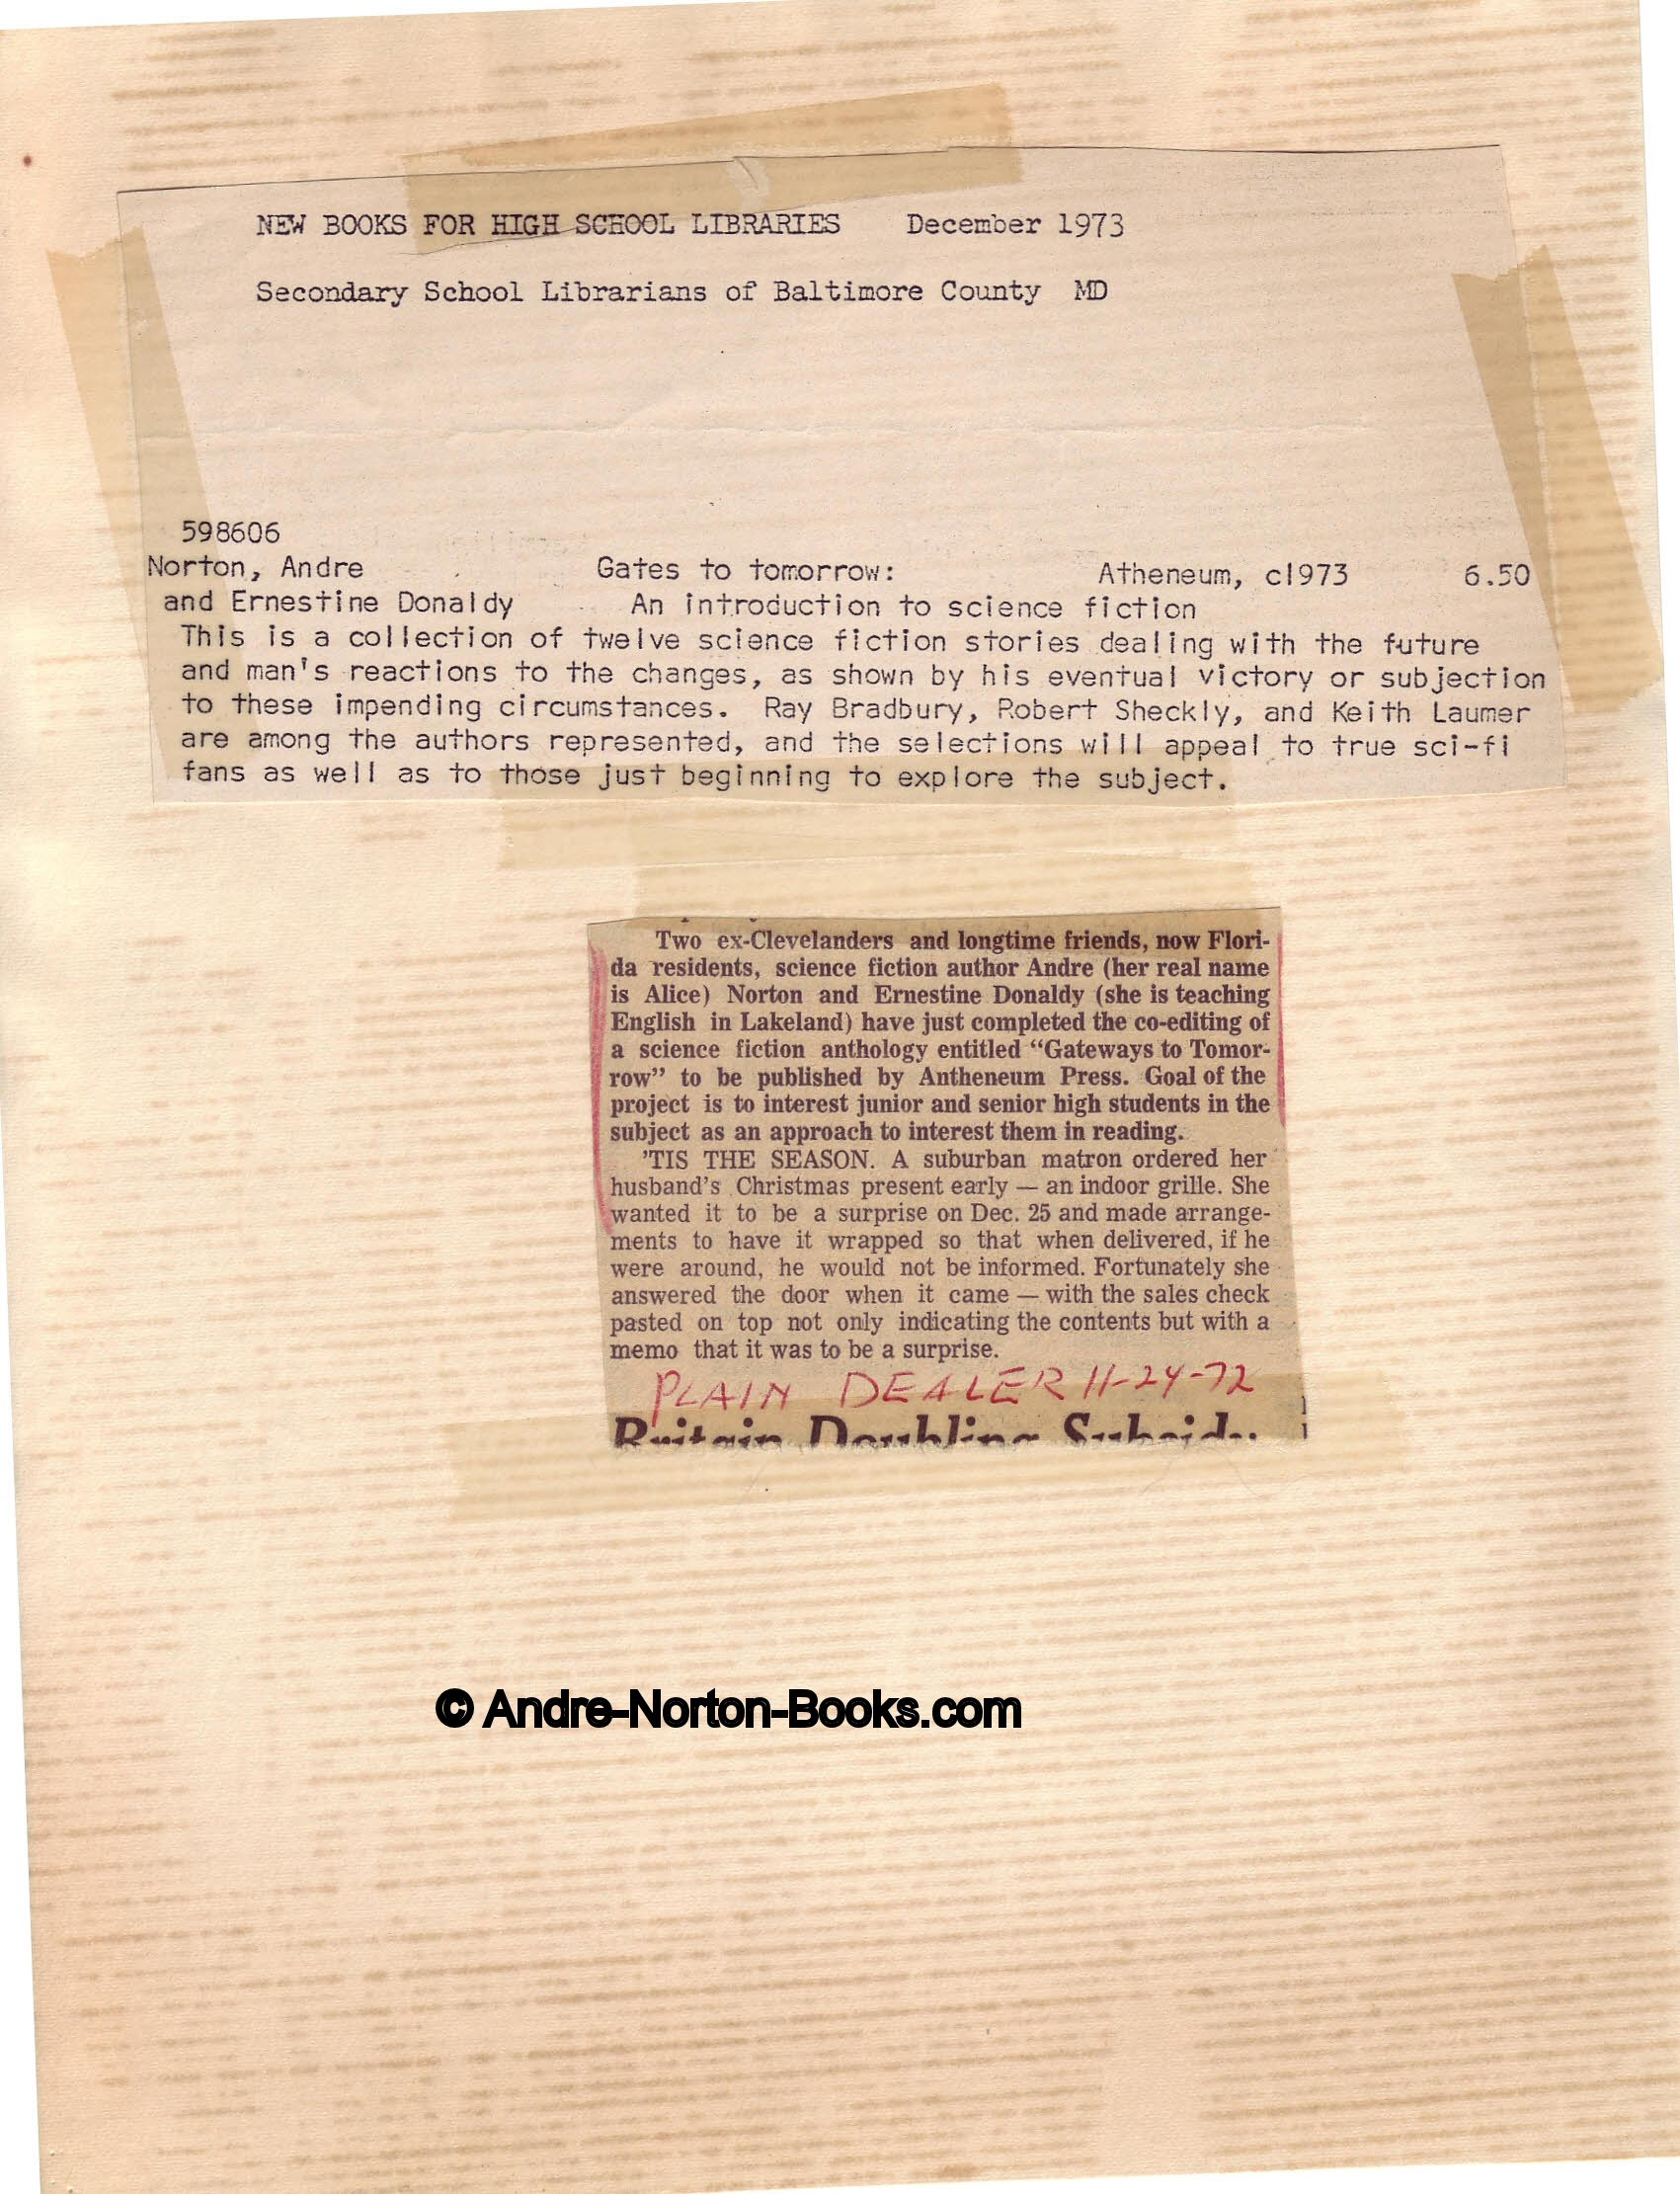 NEW BOOKS FOR HIGH SCHOOL LIBRARIES December 1973
Secondary School Librarians of Baltimore County MD
598606
Norton, Andre Gates to tomorrow: Atheneum, c1973 6.50
and Ernestine Donaldy An introduction to science fiction
This is a collection of twelve science fiction stories dealing with the future
and man's reactions to the changes, as shown by his eventual victory or subjection
to these impending circumstances. Ray Bradbury, Robert Sheckly, and Keith Laumer
are among the authors represented, and the selections will appeal to true sci-fi
fans as well as to those just beginning to explore the subject.
Two ex-Clevelanders and longtime friends, now Flori-
da residents, science fiction author Andre (her real name
is Alice) Norton and Ernestine Donaldy (she is teaching
English in Lakeland) have just completed the co-editing of
a science fiction anthology entitled “Gateways to Tomor-
row” to be published by Antheneum Press. Goal of the
project is to interest junior and senior high students in the
subject as an approach to interest them in reading.
’TIS THE SEASON. A suburban matron ordered her
husband’s Christmas present early — an indoor grille. She
wanted it to be a surprise on Dec. 25 and made arrange-
ments to have it wrapped so that when delivered, if he
were around, he would not be informed. Fortunately she
answered the door when it came — with the sales check
pasted on top not only indicating the contents but with a
memo that it was to be a surprise.
PLAIN DEALER 11-24-72
Britain Doubling Subsidy
© Andre-Norton-Books.com